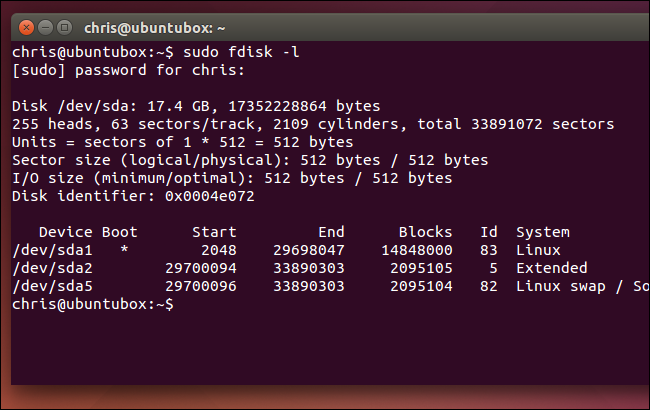 chris@ubuntubox: ~
chris@ubuntubox:~$ sudo fdisk -l
[sudo] password for chris:
Disk /dev/sda: 17.4 GB, 17352228864 bytes
255 heads, 63 sectors/track, 2109 cylinders, total 33891072 sectors
Units = sectors of 1 * 512 = 512 bytes
Sector size (logical/physical): 512 bytes / 512 bytes
I/O size (minimum/optimal): 512 bytes / 512 bytes
Disk identifier: 0x0004e072
Device Boot Start End Blocks Id System
/dev/sda1 * 2048 29698047 14848000 83 Linux
/dev/sda2 29700094 33890303 2095105 5 Extended
/dev/sda5 29700096 33890303 2095104 82 Linux swap / So
chris@ubuntubox:~$